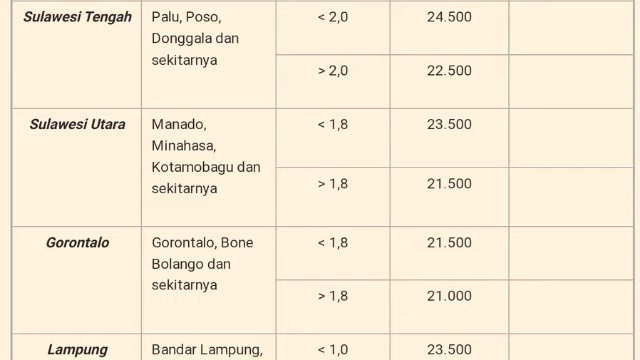 Sulawesi Tengah Palu, Poso, < 2,0 24.500
Donggala dan
sekitarnya
> 2,0 22.500
Sulawesi Utara Manado, < 1,8 23.500
Minahasa,
Kotamobagu dan
sekitarnya
> 1,8 21.500
Gorontalo Gorontalo, Bone < 1,8 21.500
Bolango dan
sekitarnya
> 1,8 21.000
Lampung Bandar Lampung, < 1,0 23.500